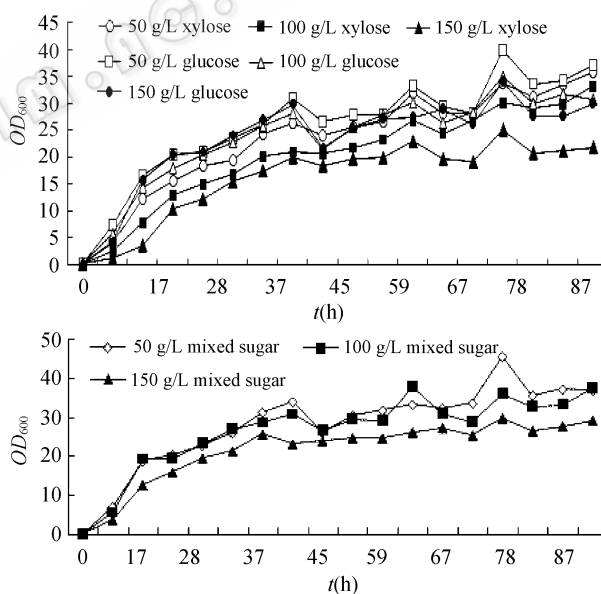 50 g/L xylose 100 g/L xylose 150 g/L xylose
50 g/L glucose 100 g/L glucose
150 g/L glucose
OD600
45
40
35
30
25
20
15
10
5
0
0 17 28 31 37 45 59 67 78 87
t(h)
50 g/L mixed sugar 100 g/L mixed sugar
150 g/L mixed sugar
OD600
50
40
30
20
10
0
0 17 28 37 45 59 67 78 87
t(h)